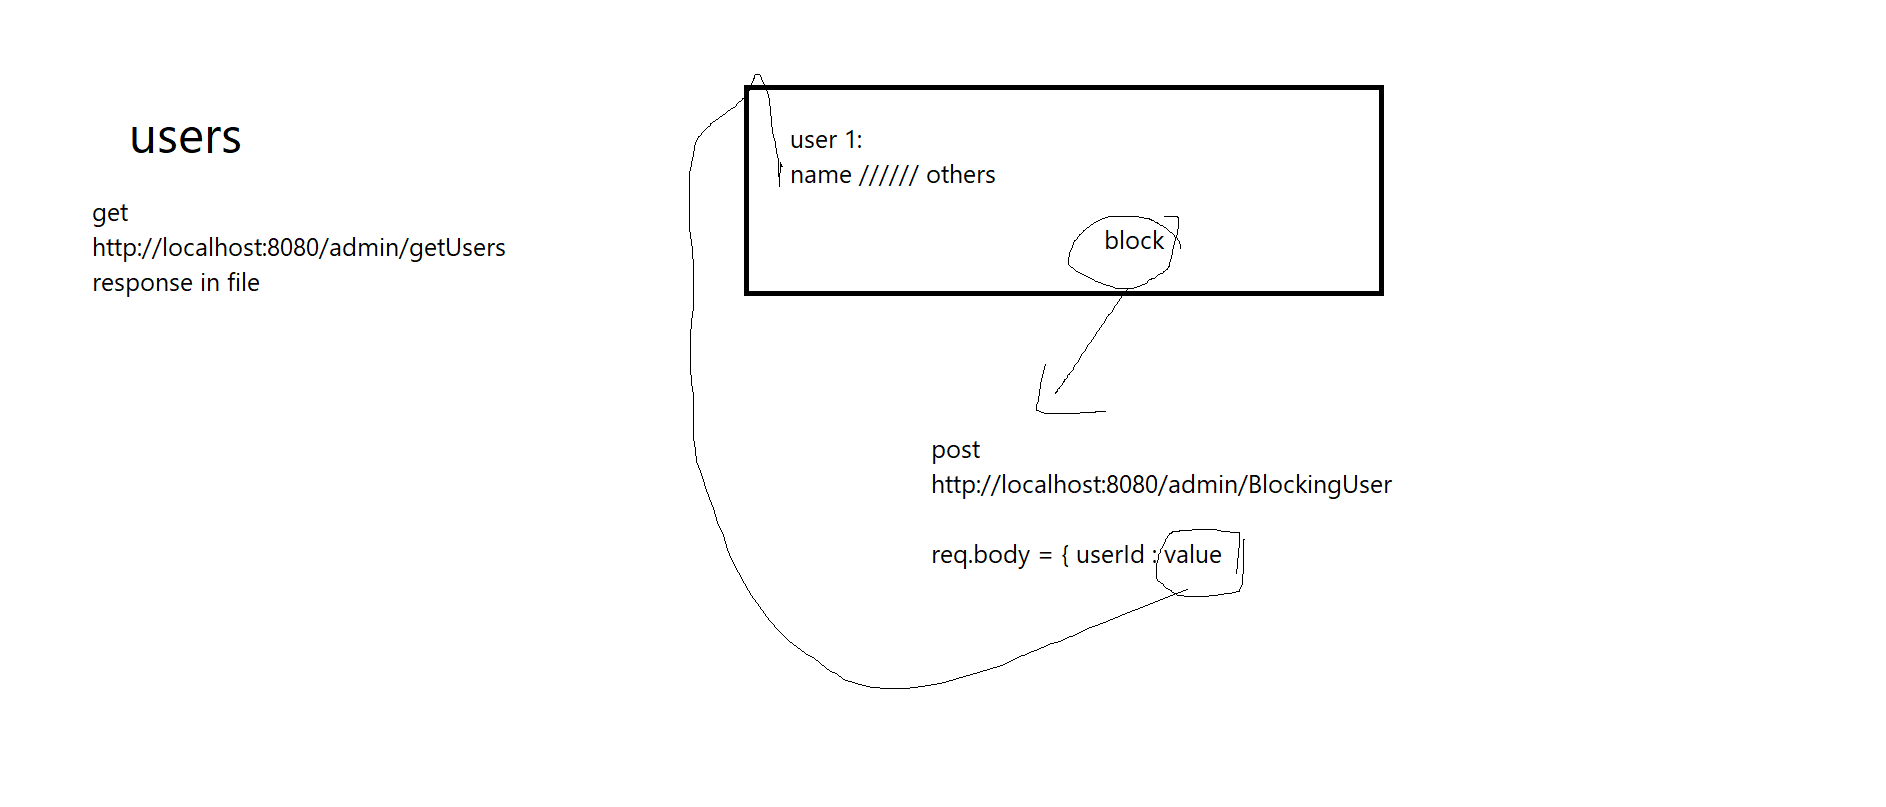 users
get
http://localhost:8080/admin/getUsers
response in file
user 1:
name ////// others
block
post
http://localhost:8080/admin/BlockingUser
req.body = { userId : value